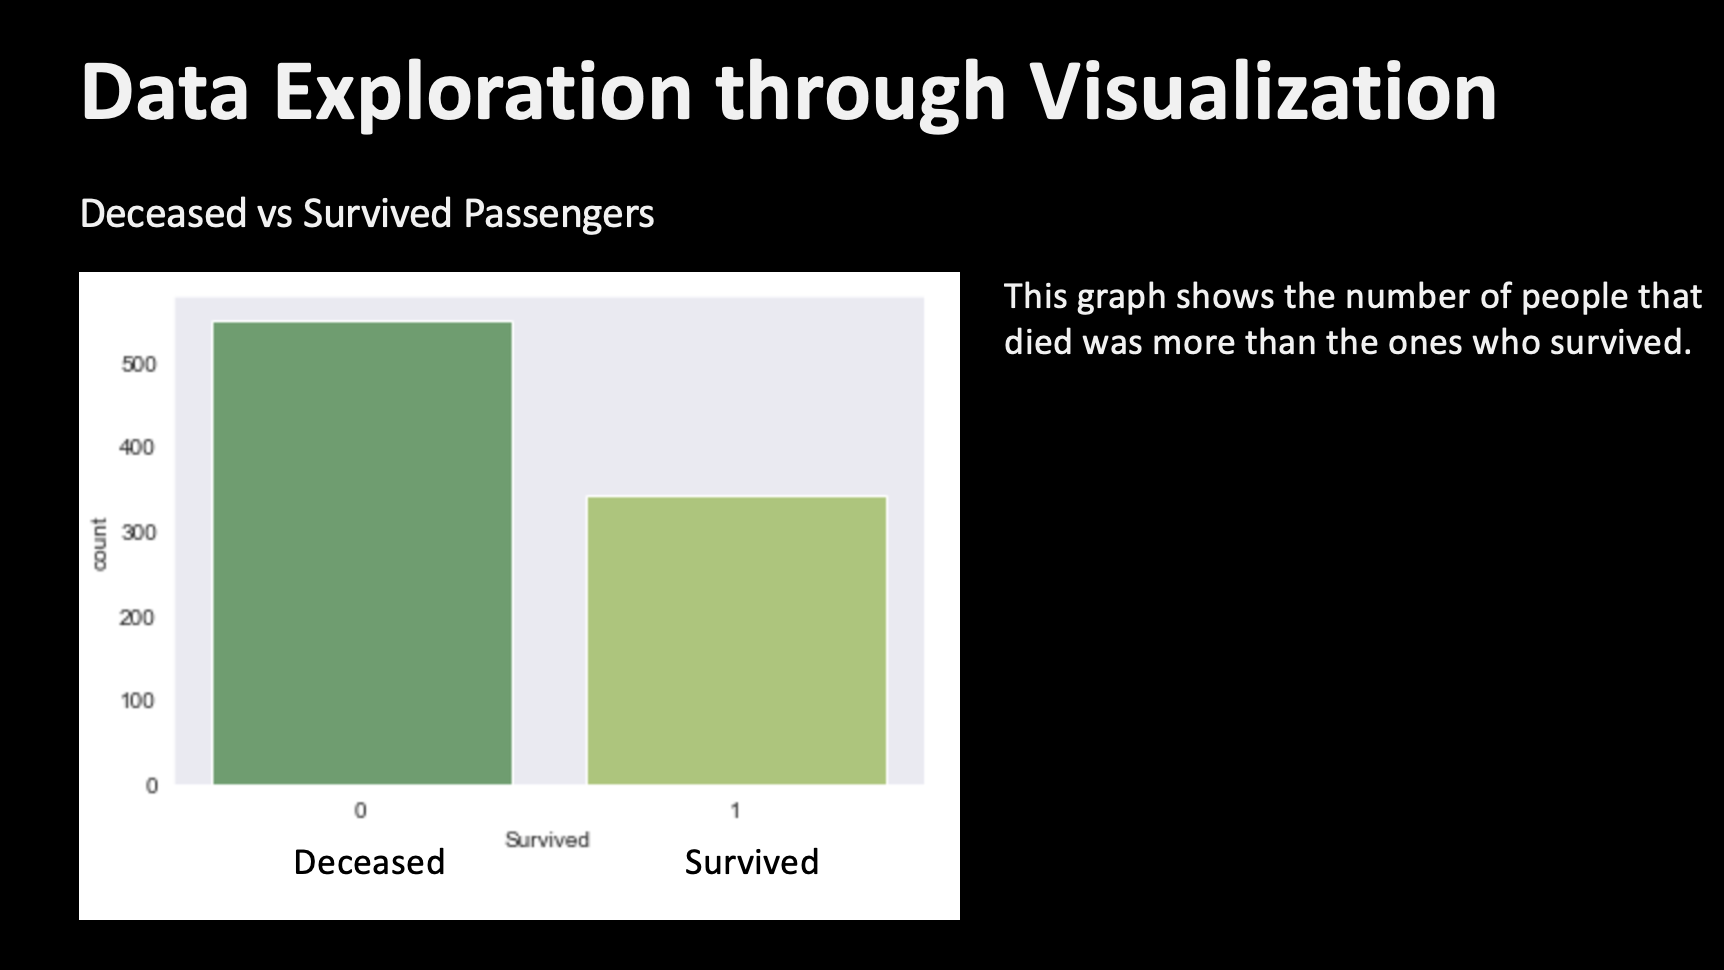 Data Exploration through Visualization
Deceased vs Survived Passengers
This graph shows the number of people that
died was more than the ones who survived.
500
400
300
200
100
0
count
0
1
Survived
Deceased
Survived